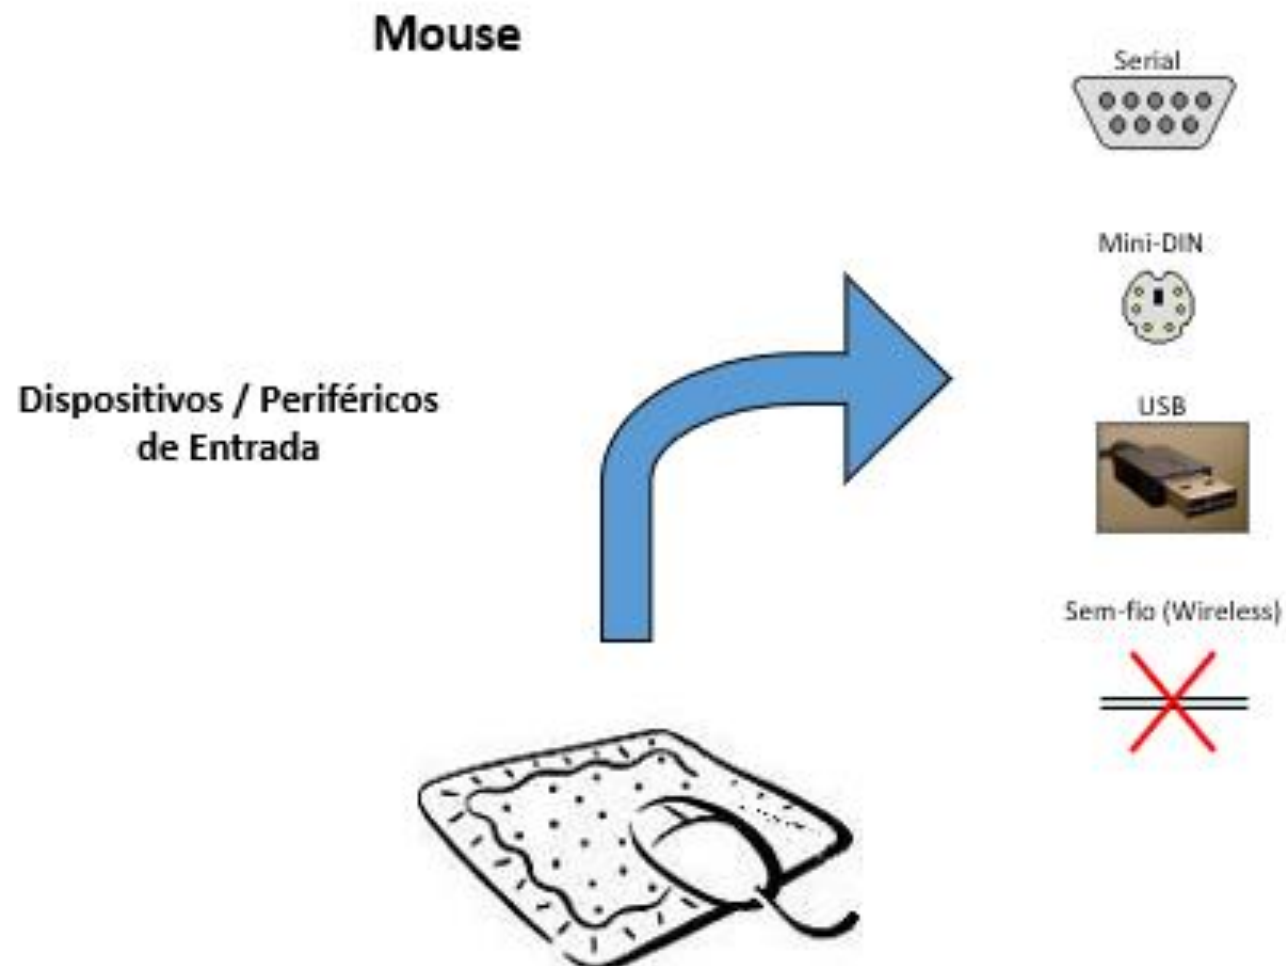 Mouse
Serial
Mini-DIN
Dispositivos / Periféricos
de Entrada
USB
Sem-fio (Wireless)